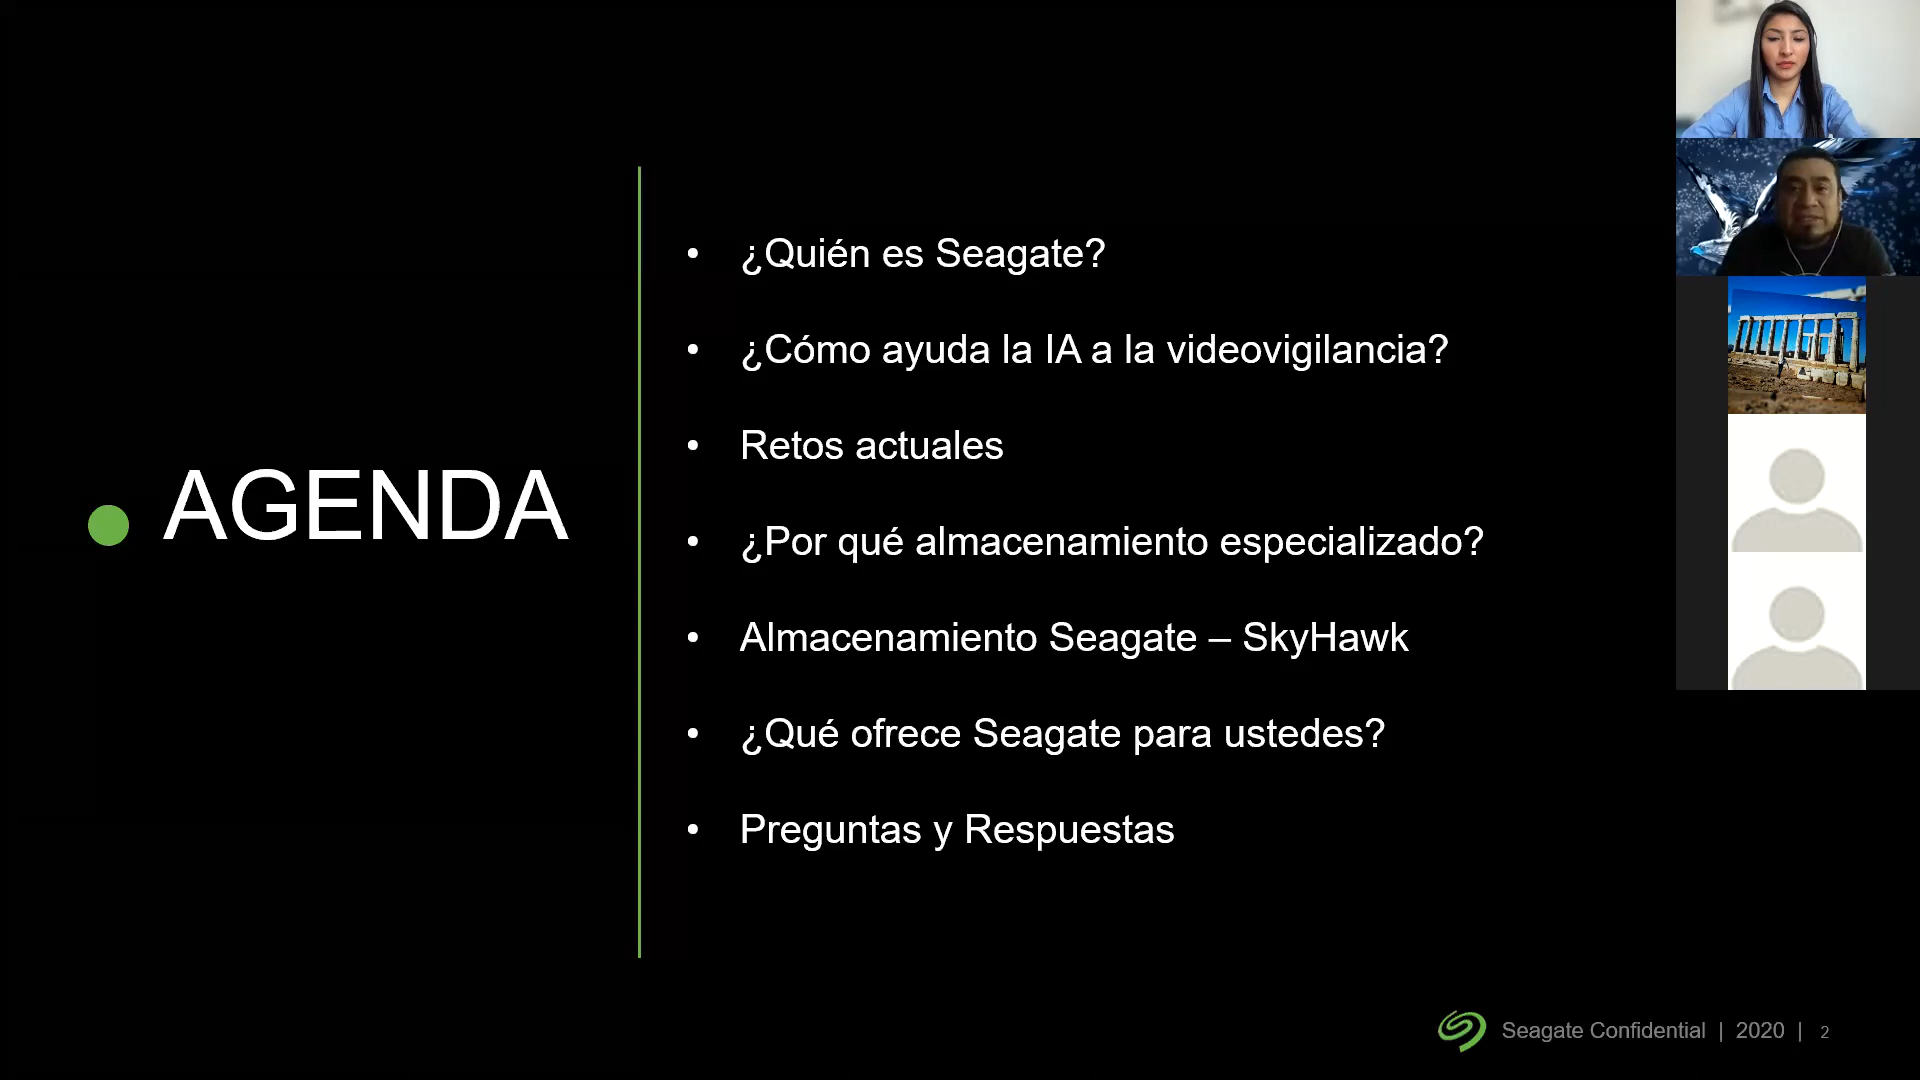 AGENDA
• ¿Quién es Seagate?
• ¿Cómo ayuda la IA a la videovigilancia?
• Retos actuales
• ¿Por qué almacenamiento especializado?
• Almacenamiento Seagate – SkyHawk
• ¿Qué ofrece Seagate para ustedes?
• Preguntas y Respuestas
Seagate Confidential | 2020 | 2